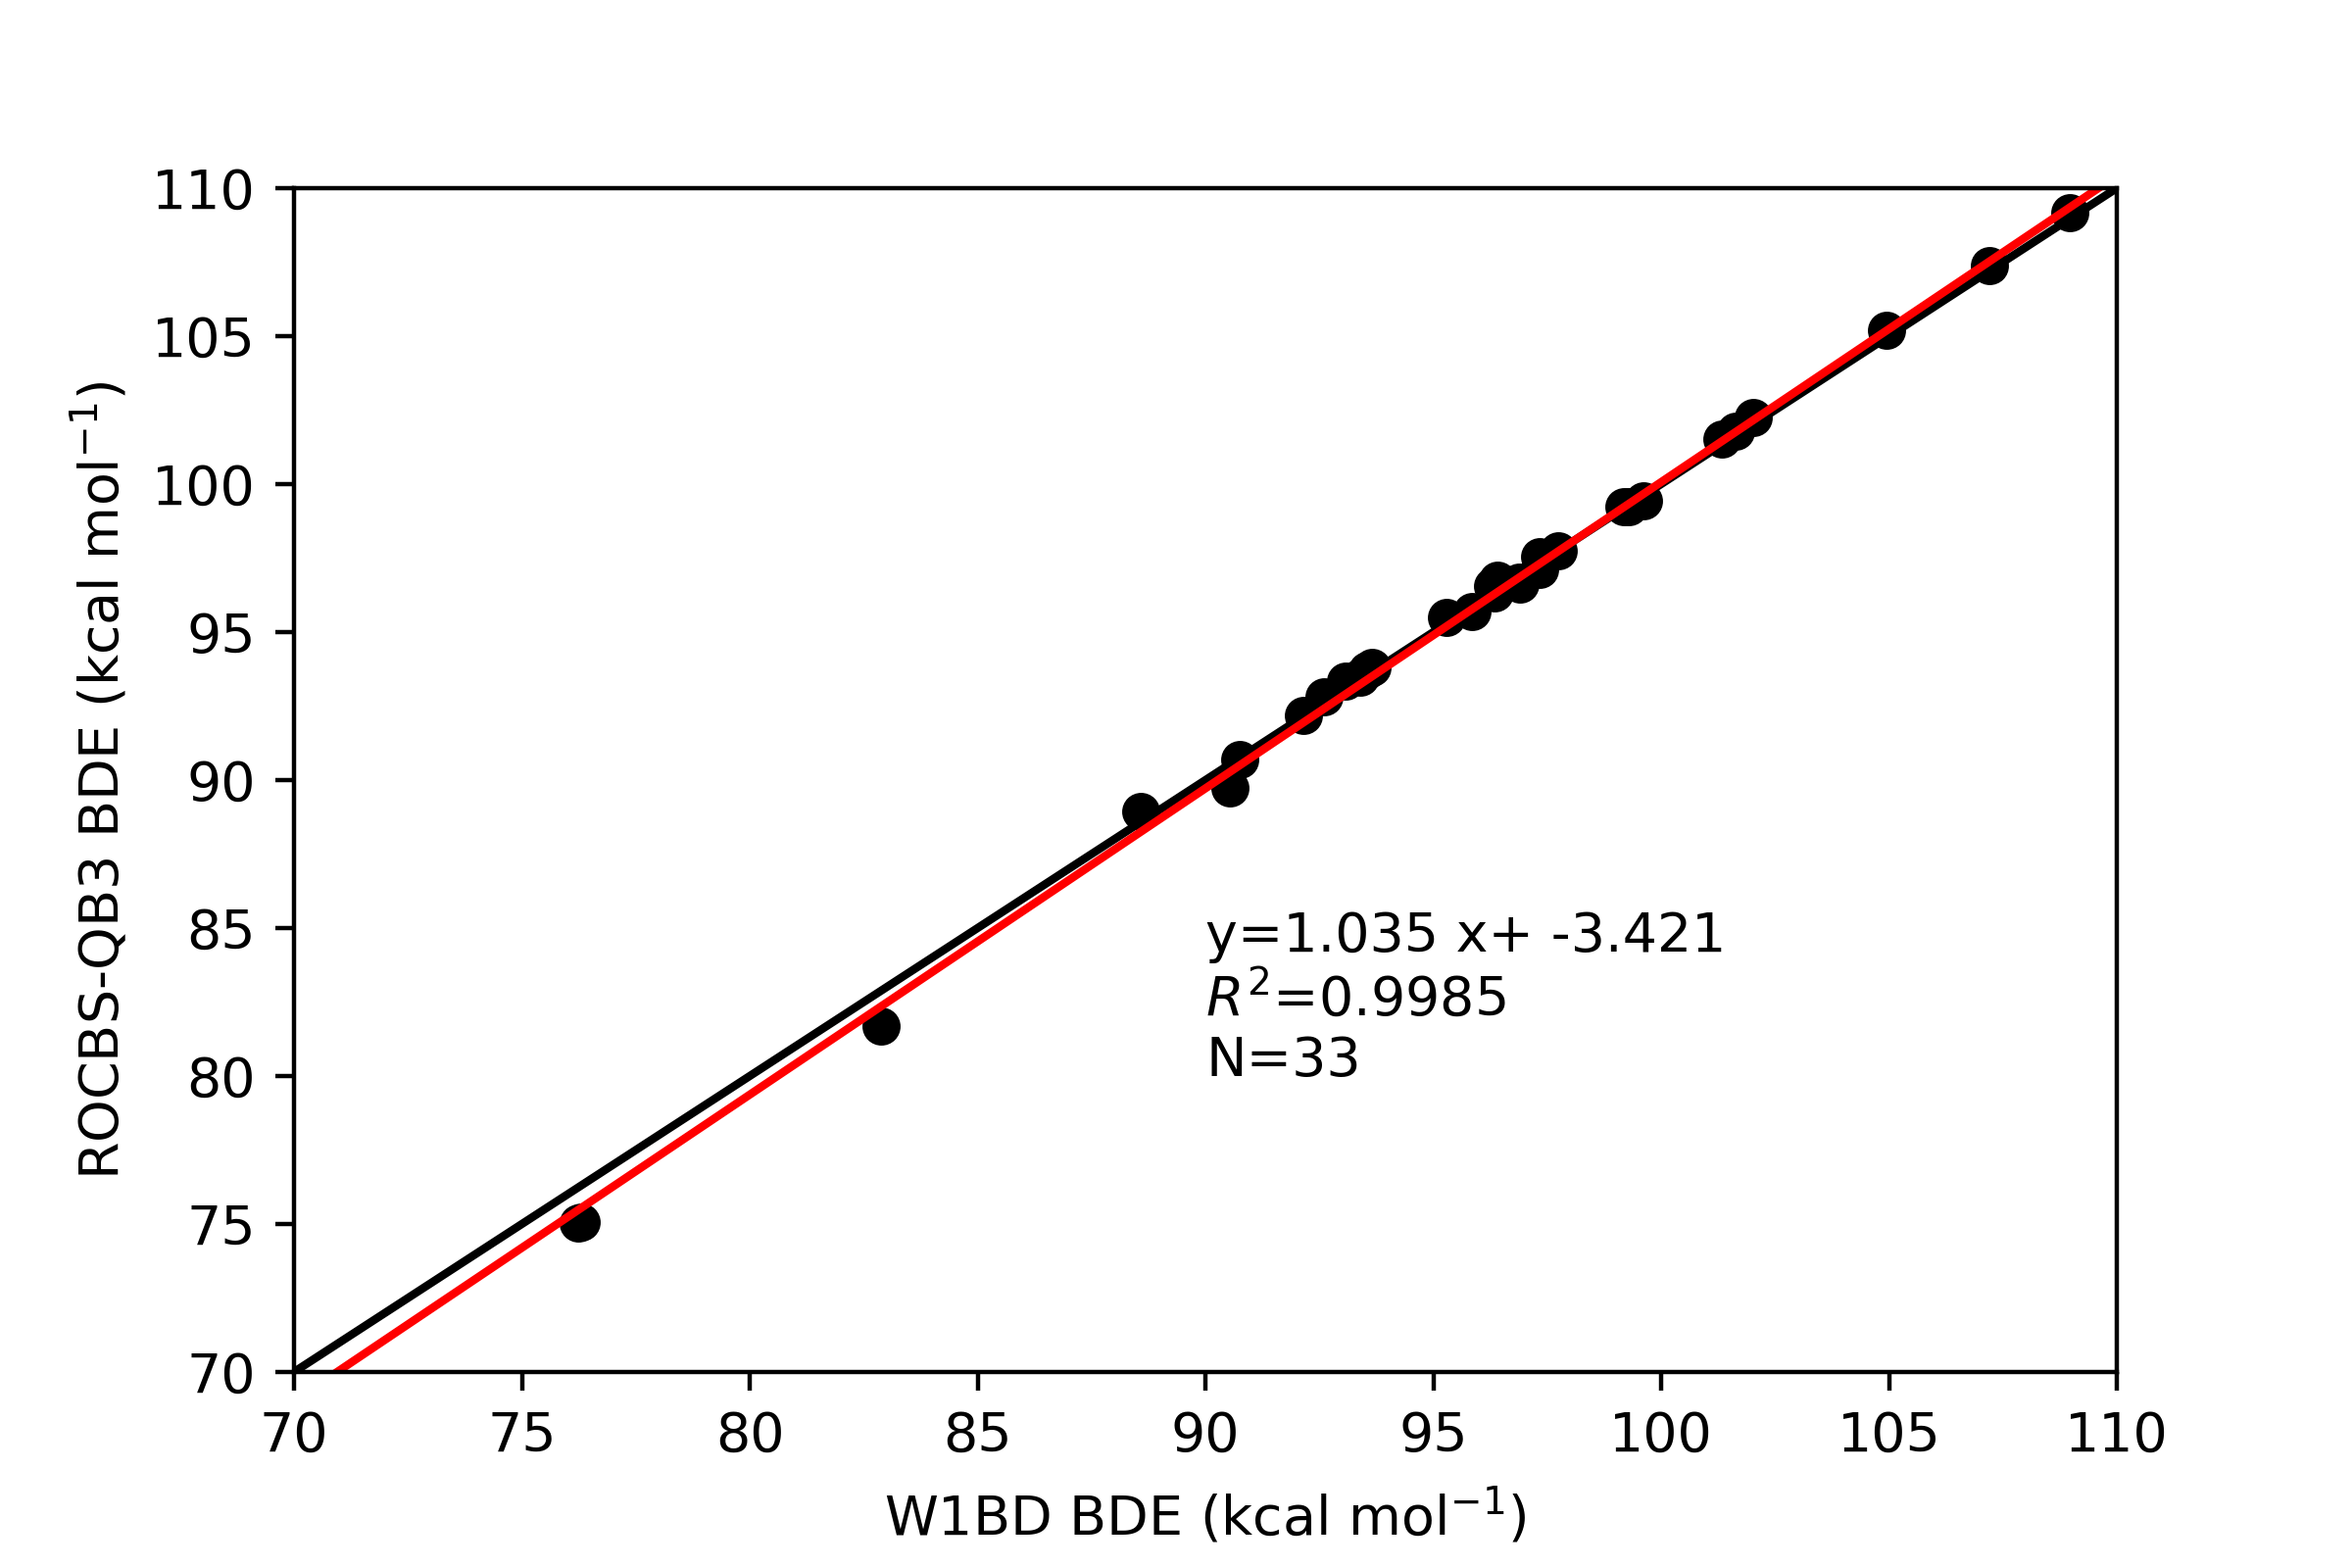 110
105
100
95
90
85
80
75
70
ROCBS-QB3 BDE (kcal mol⁻¹)
y=1.035 x+ -3.421
R²=0.9985
N=33
70 75 80 85 90 95 100 105 110
W1BD BDE (kcal mol⁻¹)